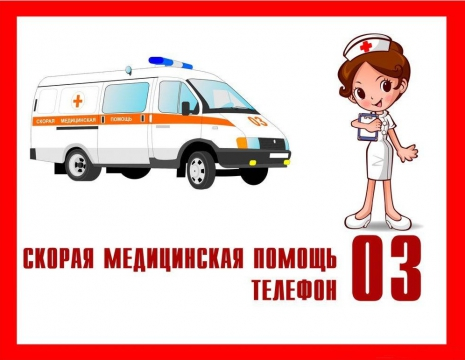 СКОРАЯ МЕДИЦИНСКАЯ ПОМОЩЬ
03
СКОРАЯ МЕДИЦИНСКАЯ ПОМОЩЬ 03
ТЕЛЕФОН